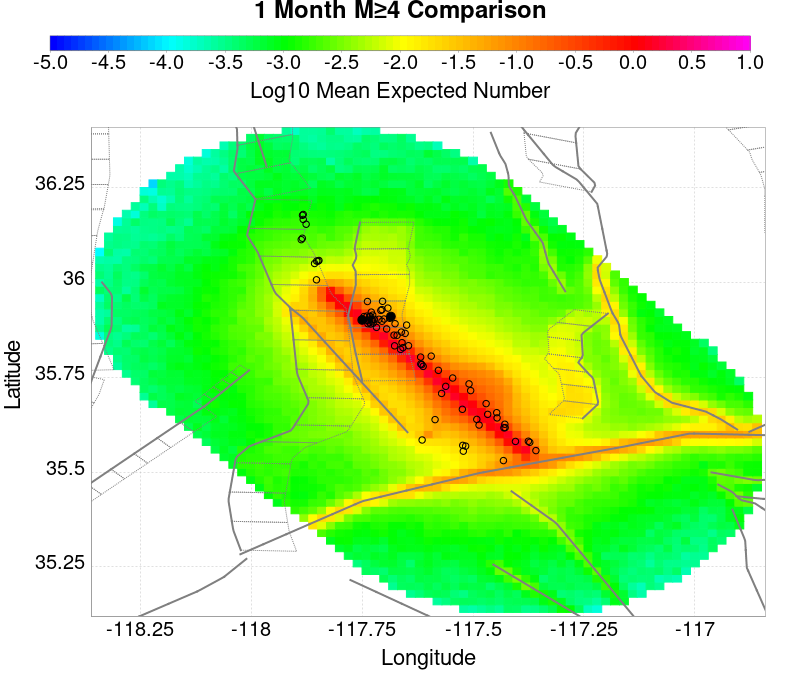 1 Month M≥4 Comparison
-5.0 -4.5 -4.0 -3.5 -3.0 -2.5 -2.0 -1.5 -1.0 -0.5 0.0 0.5 1.0
Log10 Mean Expected Number
36.25
36
35.75
35.5
35.25
Latitude
-118.25 -118 -117.75 -117.5 -117.25 -117
Longitude